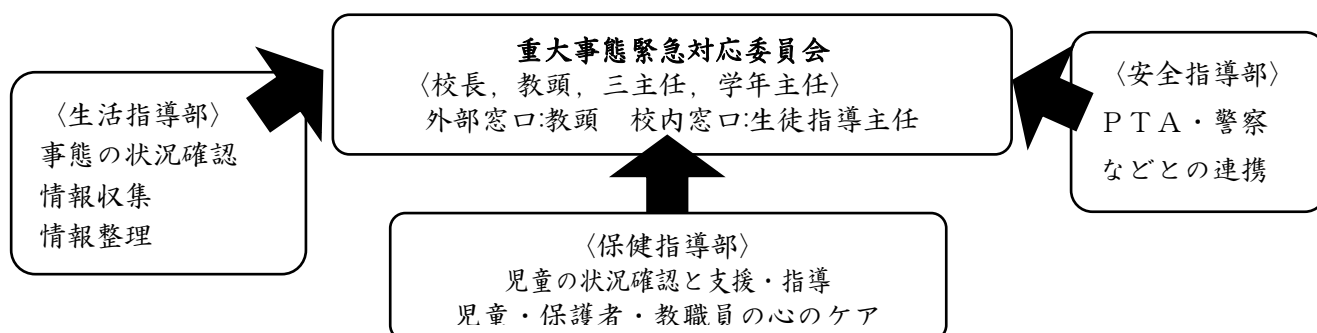 重大事態緊急対応委員会
〈校長，教頭，三主任，学年主任〉
外部窓口:教頭　校内窓口:生徒指導主任
〈生活指導部〉
事態の状況確認
情報収集
情報整理
〈安全指導部〉
ＰＴＡ・警察
などとの連携
〈保健指導部〉
児童の状況確認と支援・指導
児童・保護者・教職員の心のケア